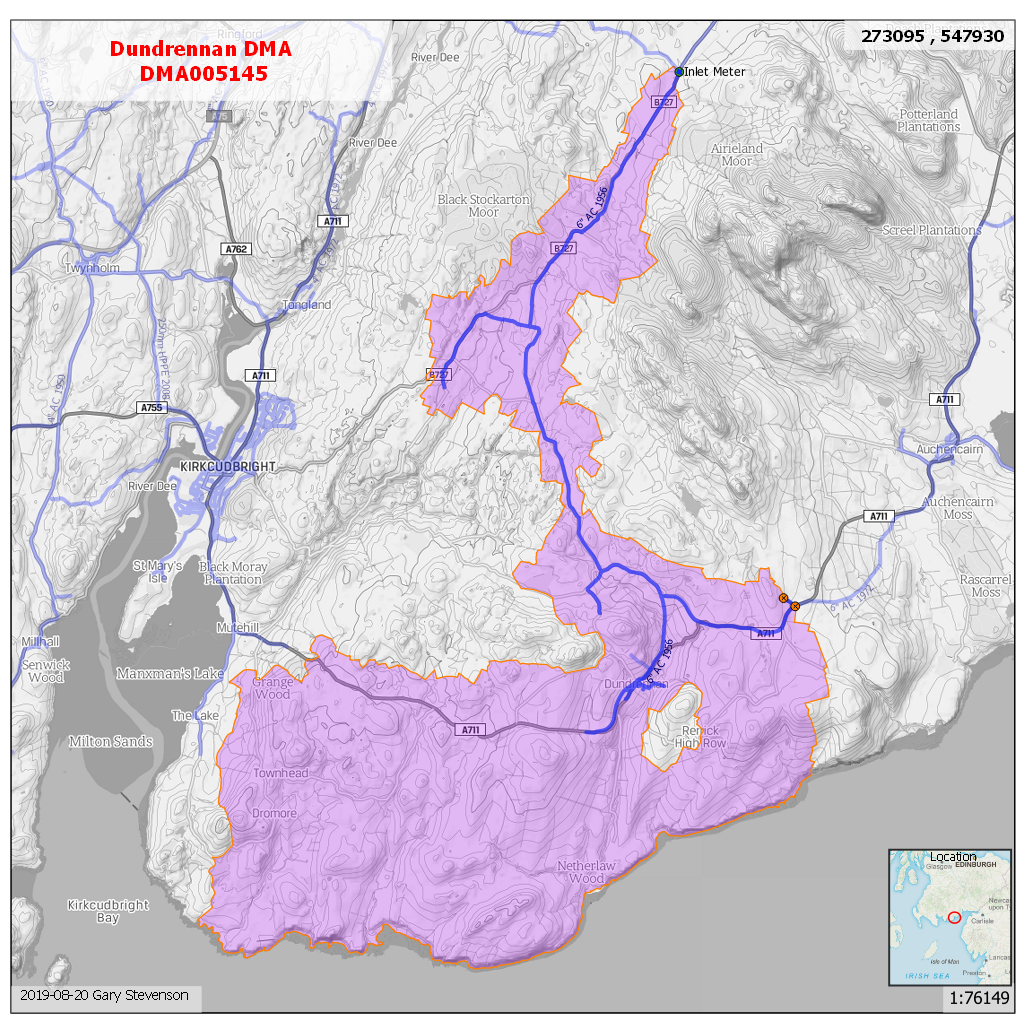 Dundrennan DMA
DMA005145
273095 , 547930
River Dee
Ringford
Inlet Meter
B727
A75
Potterland
Plantations
River Dee
Airieland
Moor
Black Stockarton
Moor
6" AC 1956
A711
Screel Plantations
A762
B727
Twynholm
Tongland
250mm HPPE 2008
4" AC 1950
B727
A711
A755
A711
Auchencairn
KIRKCUDBRIGHT
River Dee
A711
Auchencairn
Moss
St Mary's
Isle
Black Moray
Plantation
Rascarrel
Moss
6" AC 1972
Mutehill
A711
Millhall
Senwick
Wood
Manxman's Lake
Grange
Wood
6" AC 1956
Dundrennan
The Lake
A711
Rerrick
High Row
Milton Sands
Townhead
Dromore
Netherlaw
Wood
Kirkcudbright
Bay
Location
Glasgow
EDINBURGH
Carlisle
Isle of Man
IRISH SEA
Preston
2019-08-20 Gary Stevenson
1:76149